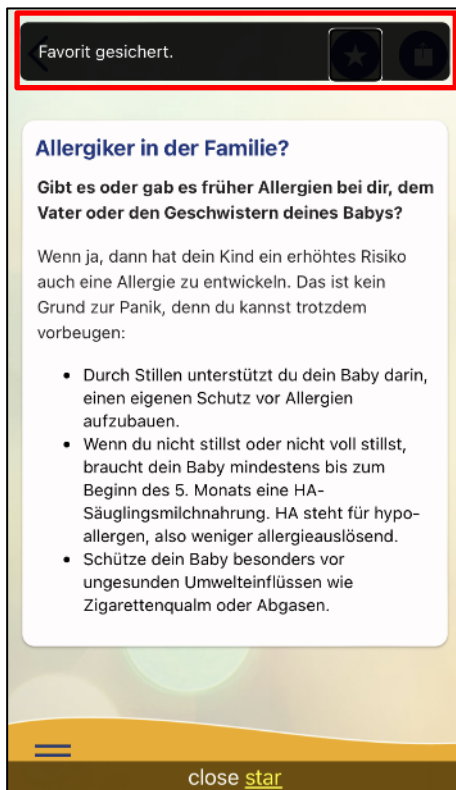 Favorit gesichert.
Allergiker in der Familie?
Gibt es oder gab es früher Allergien bei dir, dem
Vater oder den Geschwistern deines Babys?
Wenn ja, dann hat dein Kind ein erhöhtes Risiko
auch eine Allergie zu entwickeln. Das ist kein
Grund zur Panik, denn du kannst trotzdem
vorbeugen:
• Durch Stillen unterstützt du dein Baby darin,
einen eigenen Schutz vor Allergien
aufzubauen.
• Wenn du nicht stillst oder nicht voll stillst,
braucht dein Baby mindestens bis zum
Beginn des 5. Monats eine HA-
Säuglingsmilchnahrung. HA steht für hypo-
allergen, also weniger allergieauslösend.
• Schütze dein Baby besonders vor
ungesunden Umwelteinflüssen wie
Zigarettenqualm oder Abgasen.
close star